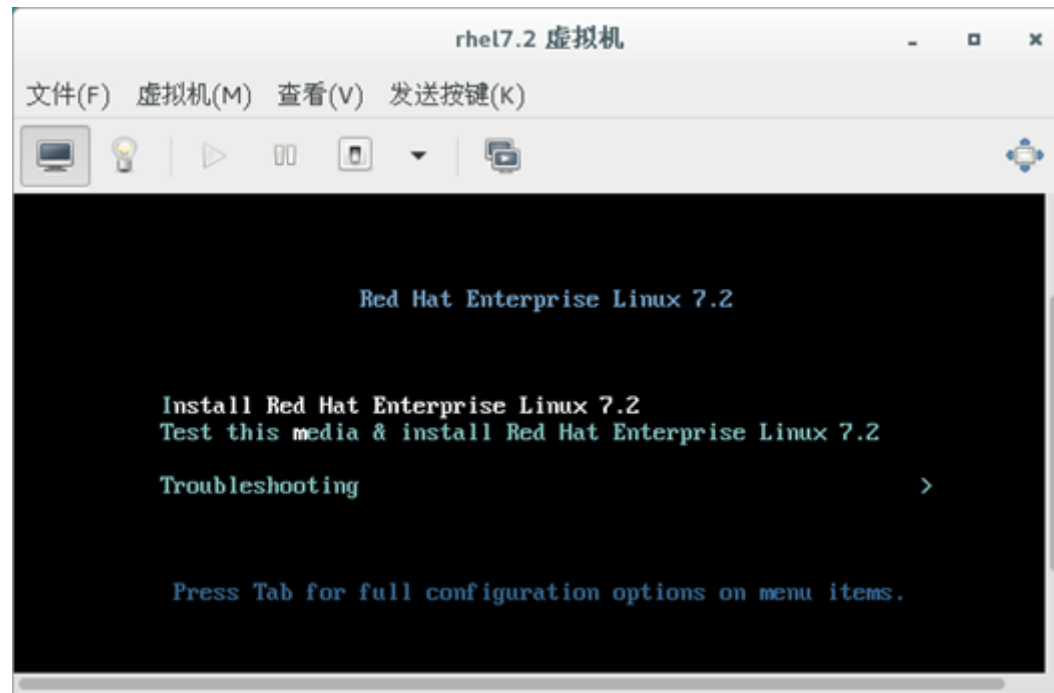 rhel7.2 虚拟机
文件(F) 虚拟机(M) 查看(V) 发送按键(K)
Red Hat Enterprise Linux 7.2
Install Red Hat Enterprise Linux 7.2
Test this media & install Red Hat Enterprise Linux 7.2
Troubleshooting >
Press Tab for full configuration options on menu items.